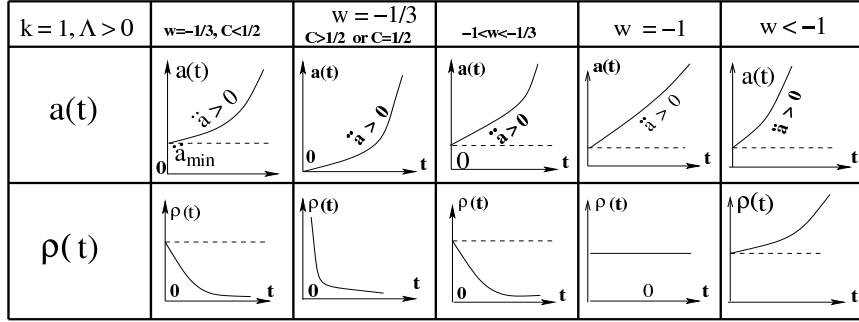 k = 1, Λ > 0
w=-1/3, C<1/2
w = -1/3
C>1/2 or C=1/2
-1<w<-1/3
w = -1
w < -1
a(t)
a(t)
ä > 0
ä min
0
t
a(t)
ä > 0
0
t
a(t)
ä > 0
0
t
a(t)
ä > 0
t
a(t)
ä > 0
t
ρ(t)
ρ(t)
0
t
ρ(t)
0
t
ρ(t)
0
t
ρ(t)
0
t
ρ(t)
t